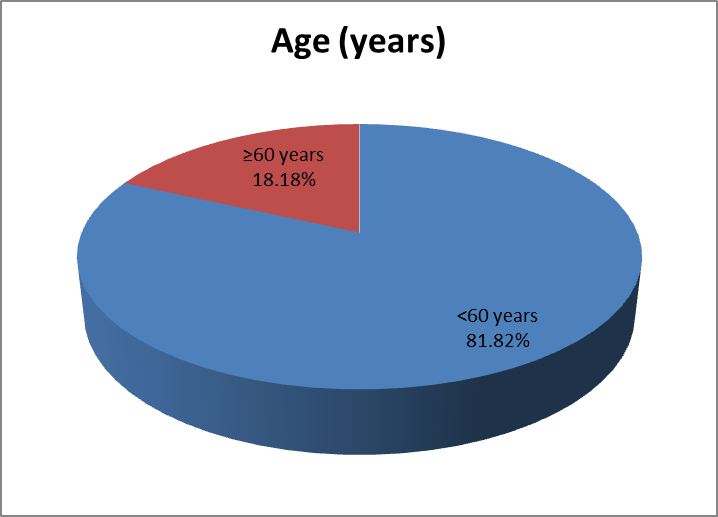 Age (years)
≥60 years
18.18%
<60 years
81.82%